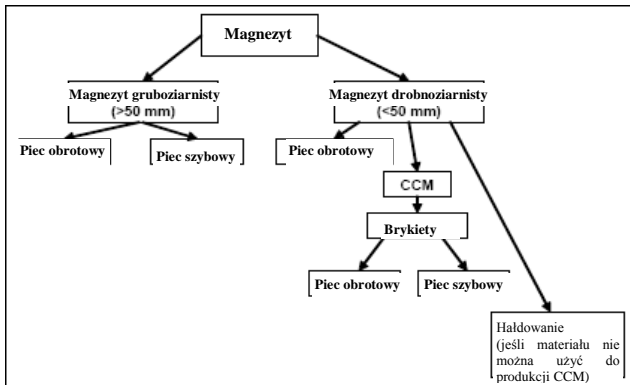 Magnezyt
Magnezyt gruboziarnisty
(>50 mm)
Magnezyt drobnoziarnisty
(<50 mm)
Piec obrotowy
Piec szybowy
Piec obrotowy
CCM
Brykiety
Piec obrotowy
Piec szybowy
Hałdowanie
(jeśli materiału nie
można użyć do
produkcji CCM)